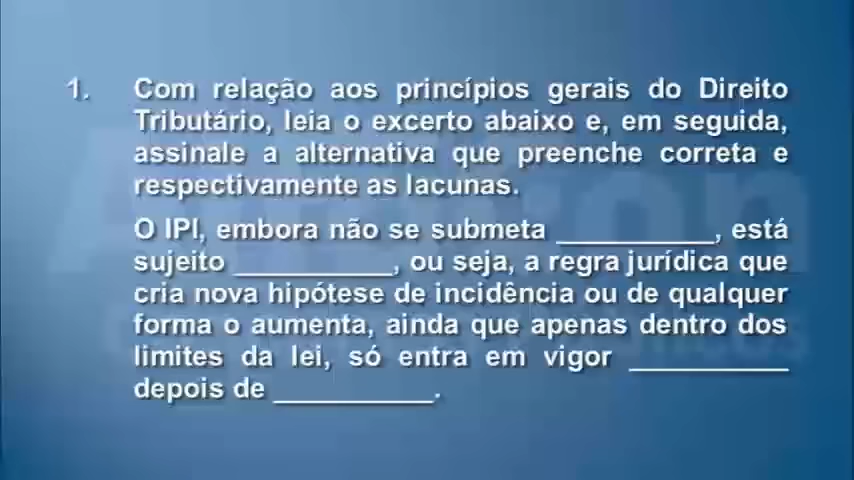 1. Com relação aos princípios gerais do Direito
Tributário, leia o excerto abaixo e, em seguida,
assinale a alternativa que preenche correta e
respectivamente as lacunas.
O IPI, embora não se submeta __________, está
sujeito __________, ou seja, a regra jurídica que
cria nova hipótese de incidência ou de qualquer
forma o aumenta, ainda que apenas dentro dos
limites da lei, só entra em vigor __________
depois de __________.